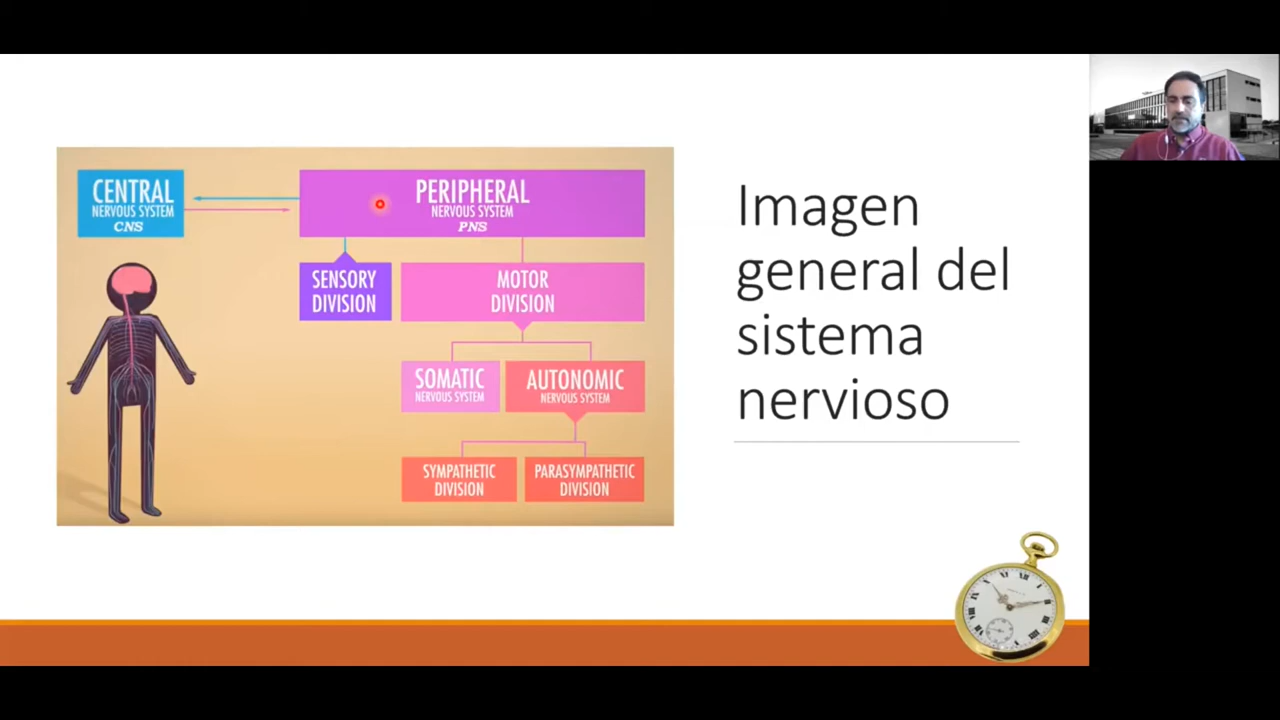 CENTRAL
NERVOUS SYSTEM
CNS
PERIPHERAL
NERVOUS SYSTEM
PNS
SENSORY
DIVISION
MOTOR
DIVISION
SOMATIC
NERVOUS SYSTEM
AUTONOMIC
NERVOUS SYSTEM
SYMPATHETIC
DIVISION
PARASYMPATHETIC
DIVISION
Imagen
general del
sistema
nervioso